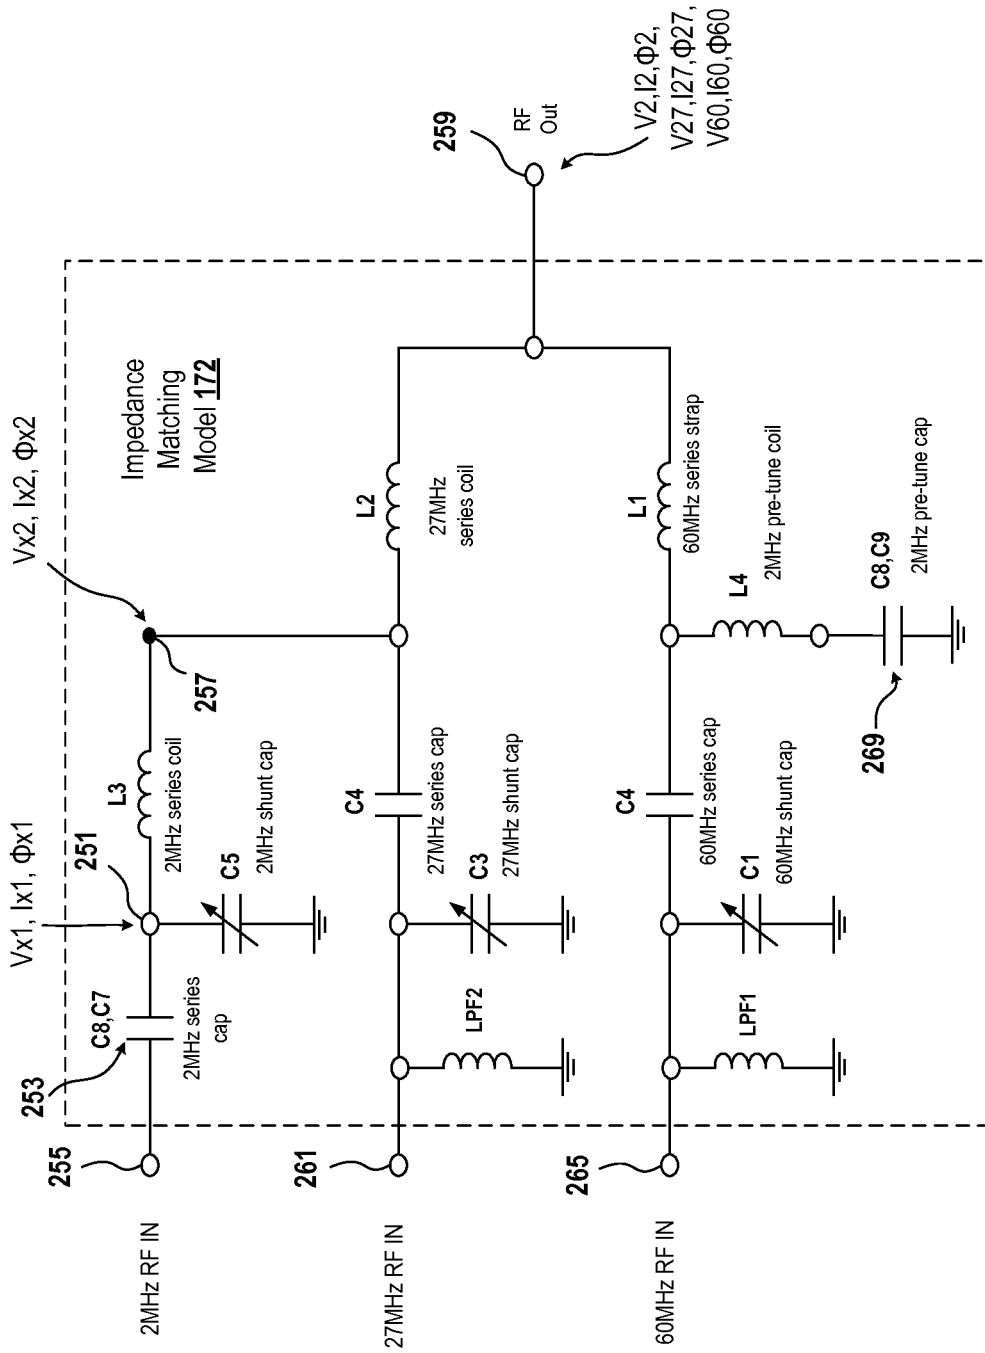 Vx2, Ix2, Φx2
Vx1, Ix1, Φx1
Impedance
Matching
Model 172
255
253
251
257
259
2MHz RF IN
C8,C7
2MHz series
cap
L3
2MHz series coil
C5
2MHz shunt cap
RF
Out
V2,I2,Φ2,
V27,I27,Φ27,
V60,I60,Φ60
261
27MHz RF IN
LPF2
C4
27MHz series cap
C3
27MHz shunt cap
L2
27MHz
series coil
265
60MHz RF IN
LPF1
C4
60MHz series cap
C1
60MHz shunt cap
L1
60MHz series strap
L4
2MHz pre-tune coil
C8,C9
2MHz pre-tune cap
269